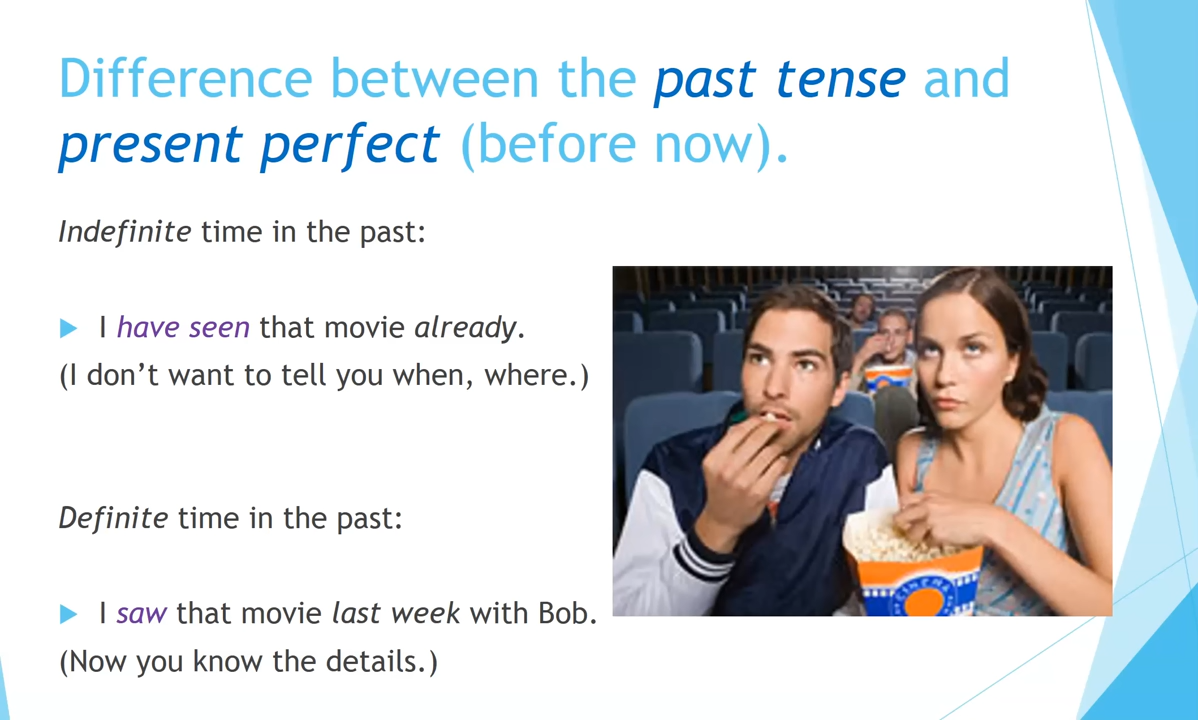 Difference between the past tense and
present perfect (before now).
Indefinite time in the past:
I have seen that movie already.
(I don’t want to tell you when, where.)
Definite time in the past:
I saw that movie last week with Bob.
(Now you know the details.)
CINEMA